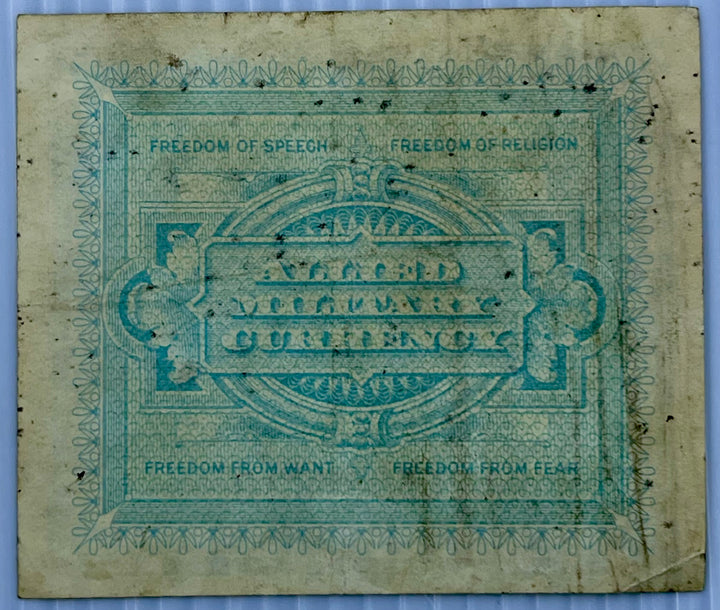 FREEDOM OF SPEECH FREEDOM OF RELIGION
ALLIED
MILITARY
CURRENCY
FREEDOM FROM WANT FREEDOM FROM FEAR